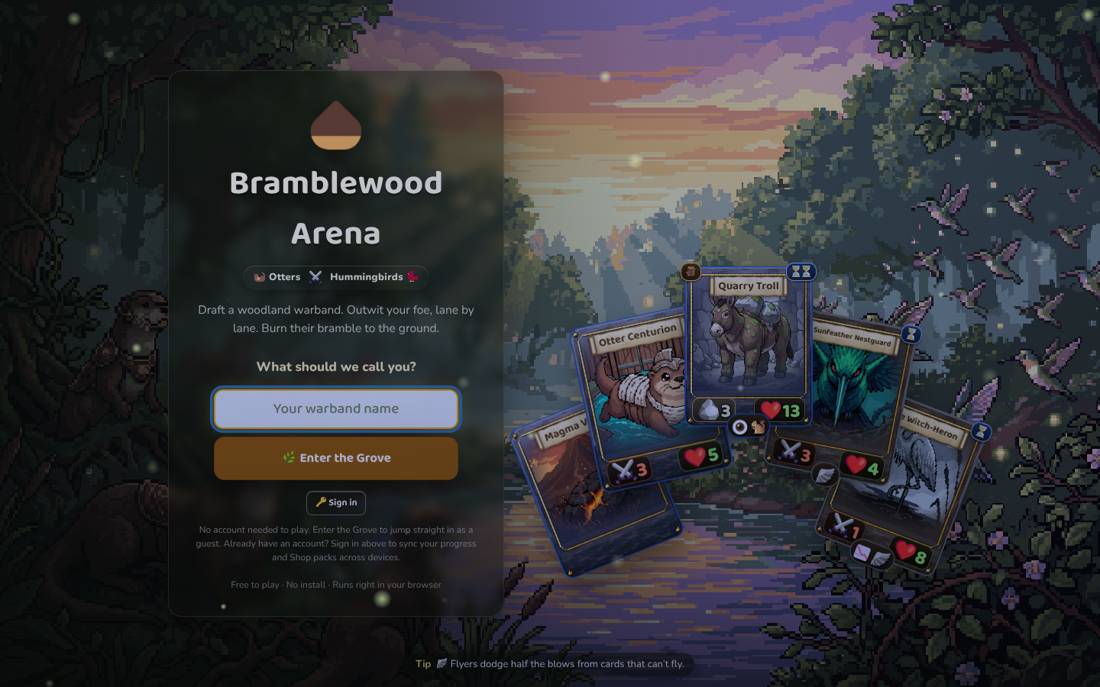 Bramblewood
Arena
Otters
Hummingbirds
Draft a woodland warband. Outwit your foe, lane by
lane. Burn their bramble to the ground.
What should we call you?
Your warband name
Enter the Grove
Sign in
No account needed to play. Enter the Grove to jump straight in as a
guest. Already have an account? Sign in above to sync your progress
and Shop packs across devices.
Free to play · No install · Runs right in your browser
Magma
Otter Centurion
3
5
Quarry Troll
3
13
Sunfeather Nestguard
3
4
Witch-Heron
1
8
Tip Flyers dodge half the blows from cards that can't fly.